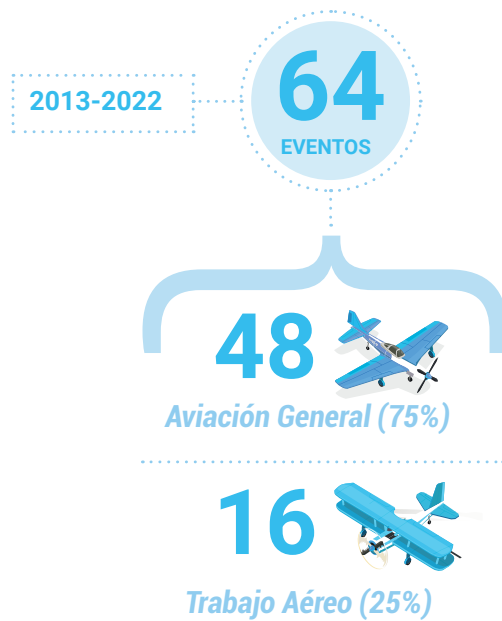 2013-2022
64
EVENTOS
48
Aviación General (75%)
16
Trabajo Aéreo (25%)